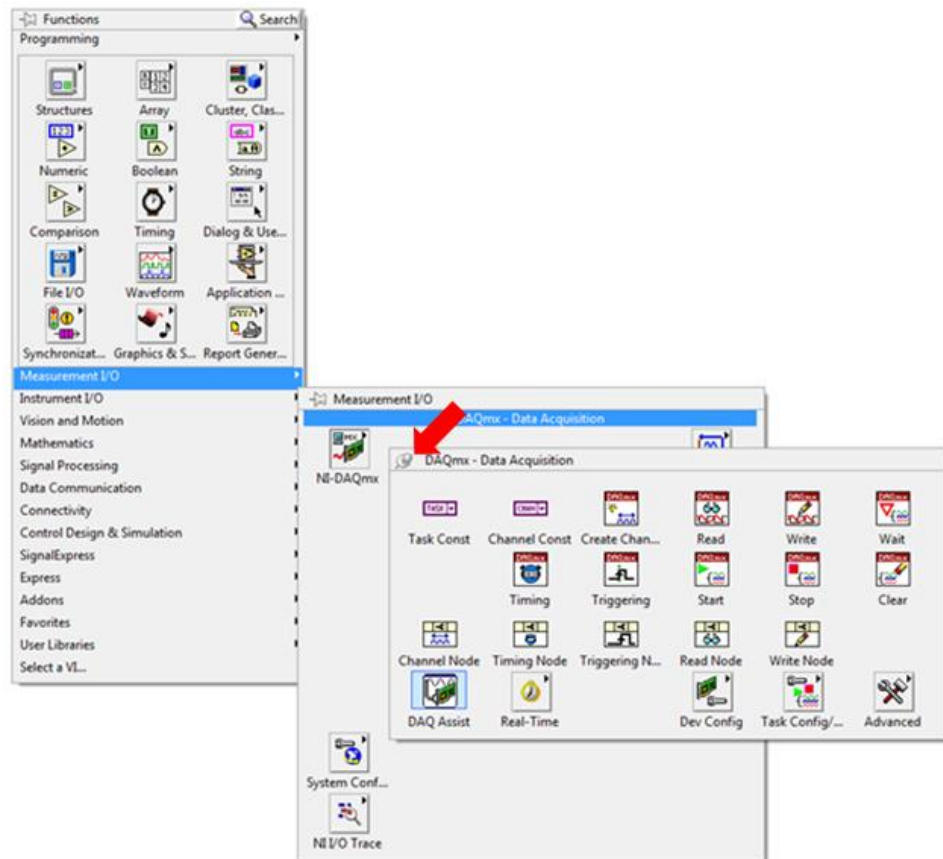 Functions
Search
Programming
Structures Array Cluster, Clas...
Numeric Boolean String
Comparison Timing Dialog & Use...
File I/O Waveform Application ...
Synchronizat... Graphics & S... Report Gener...
Measurement I/O
Instrument I/O
Vision and Motion
Mathematics
Signal Processing
Data Communication
Connectivity
Control Design & Simulation
SignalExpress
Express
Addons
Favorites
User Libraries
Select a VI...
Measurement I/O
DAQmx - Data Acquisition
NI-DAQmx
System Conf...
NI I/O Trace
DAQmx - Data Acquisition
Task Const Channel Const Create Chan... Read Write Wait
Timing Triggering Start Stop Clear
Channel Node Timing Node Triggering N... Read Node Write Node
DAQ Assist Real-Time Dev Config Task Config/... Advanced